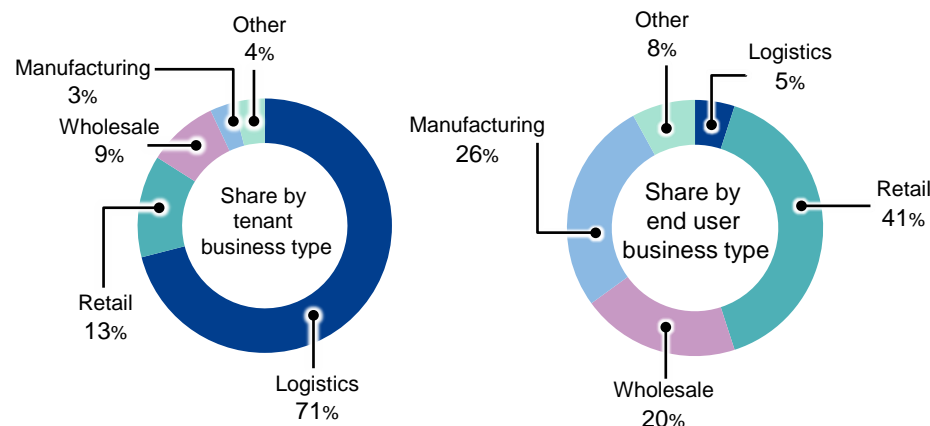 Other
4%
Manufacturing
3%
Wholesale
9%
Share by
tenant
business type
Retail
13%
Logistics
71%
Other
8%
Logistics
5%
Manufacturing
26%
Share by
end user
business type
Retail
41%
Wholesale
20%